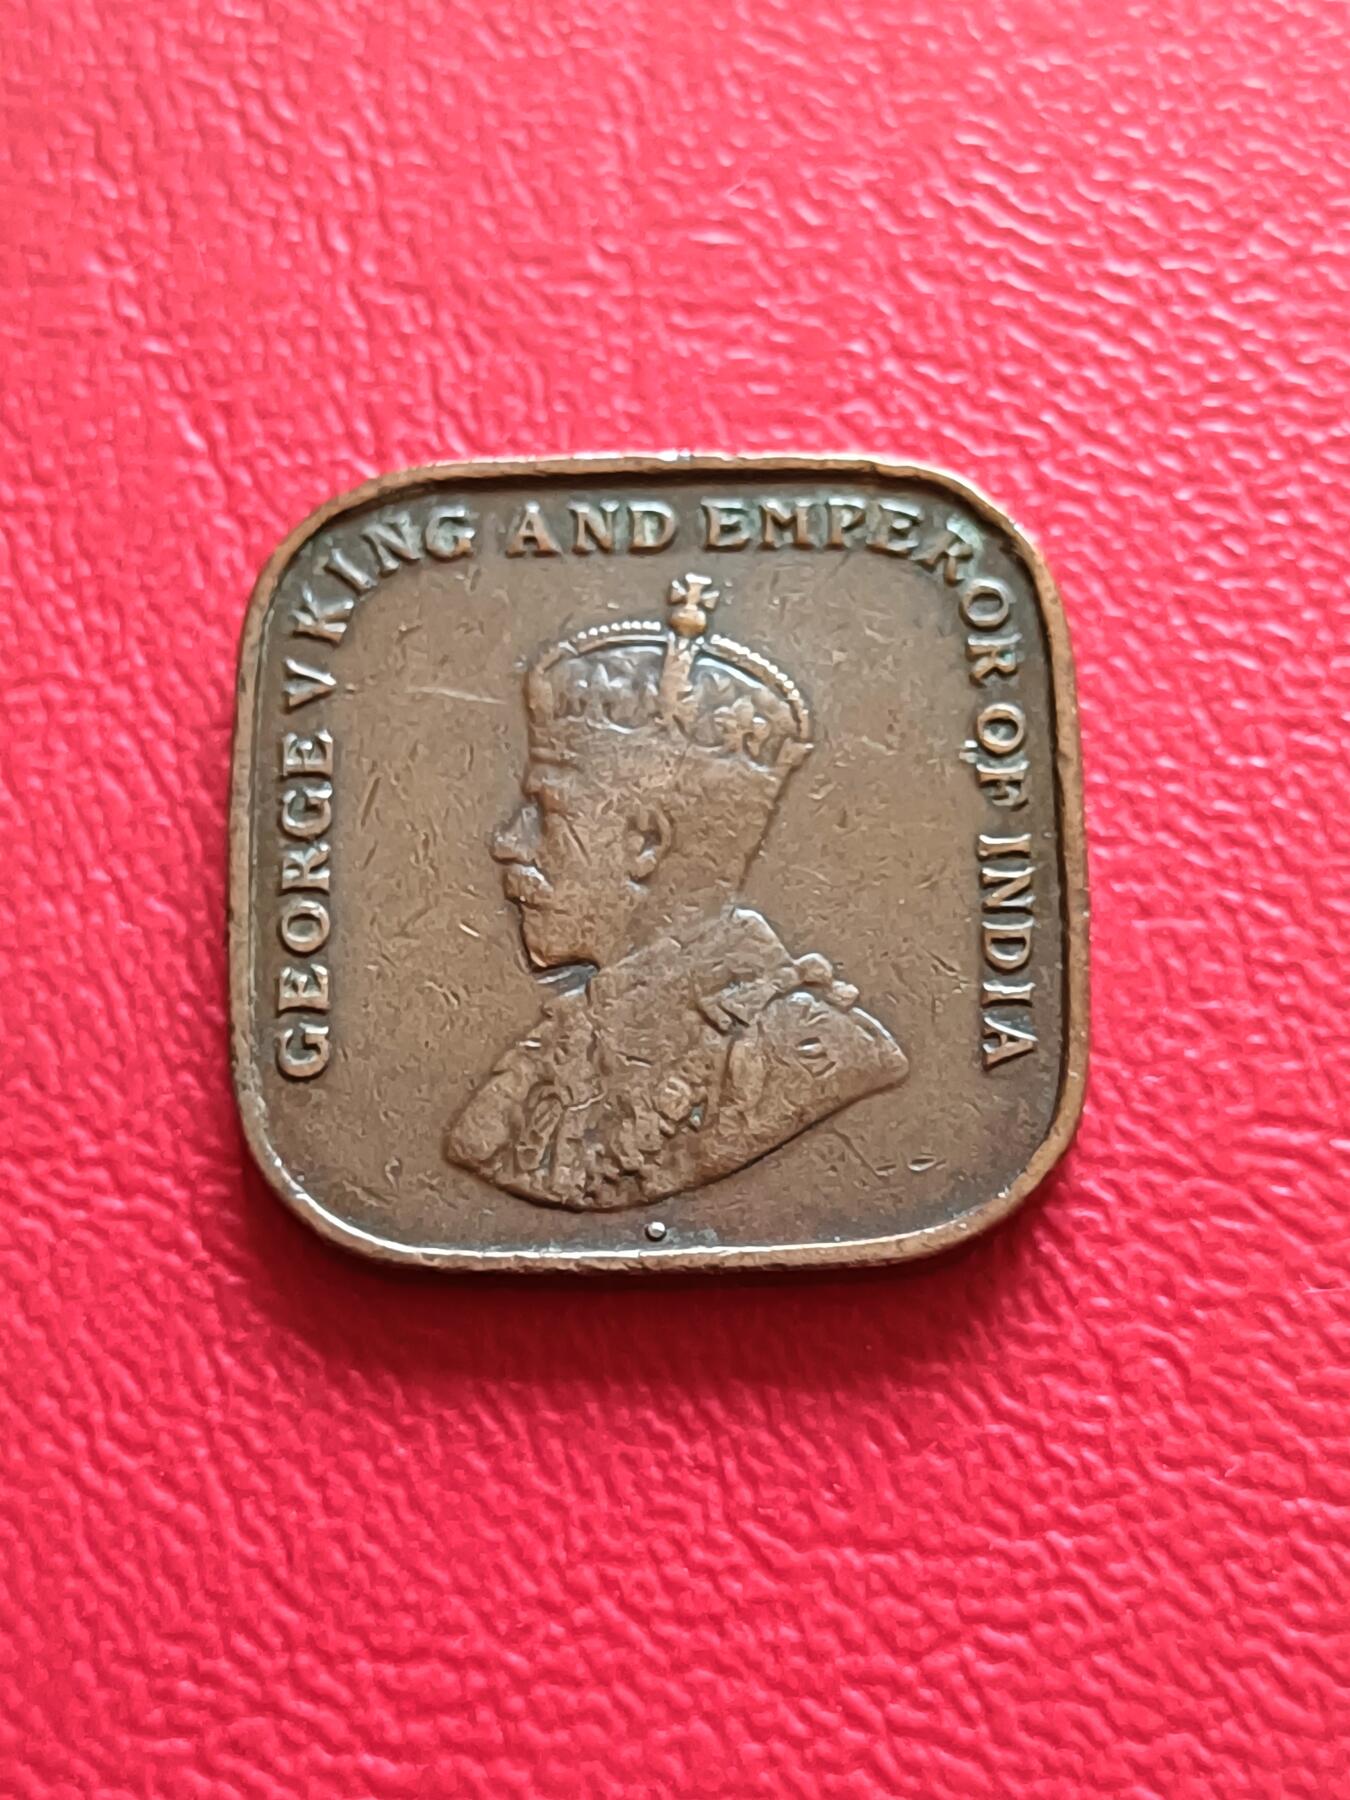 GEORGE V KING AND EMPEROR OF INDIA